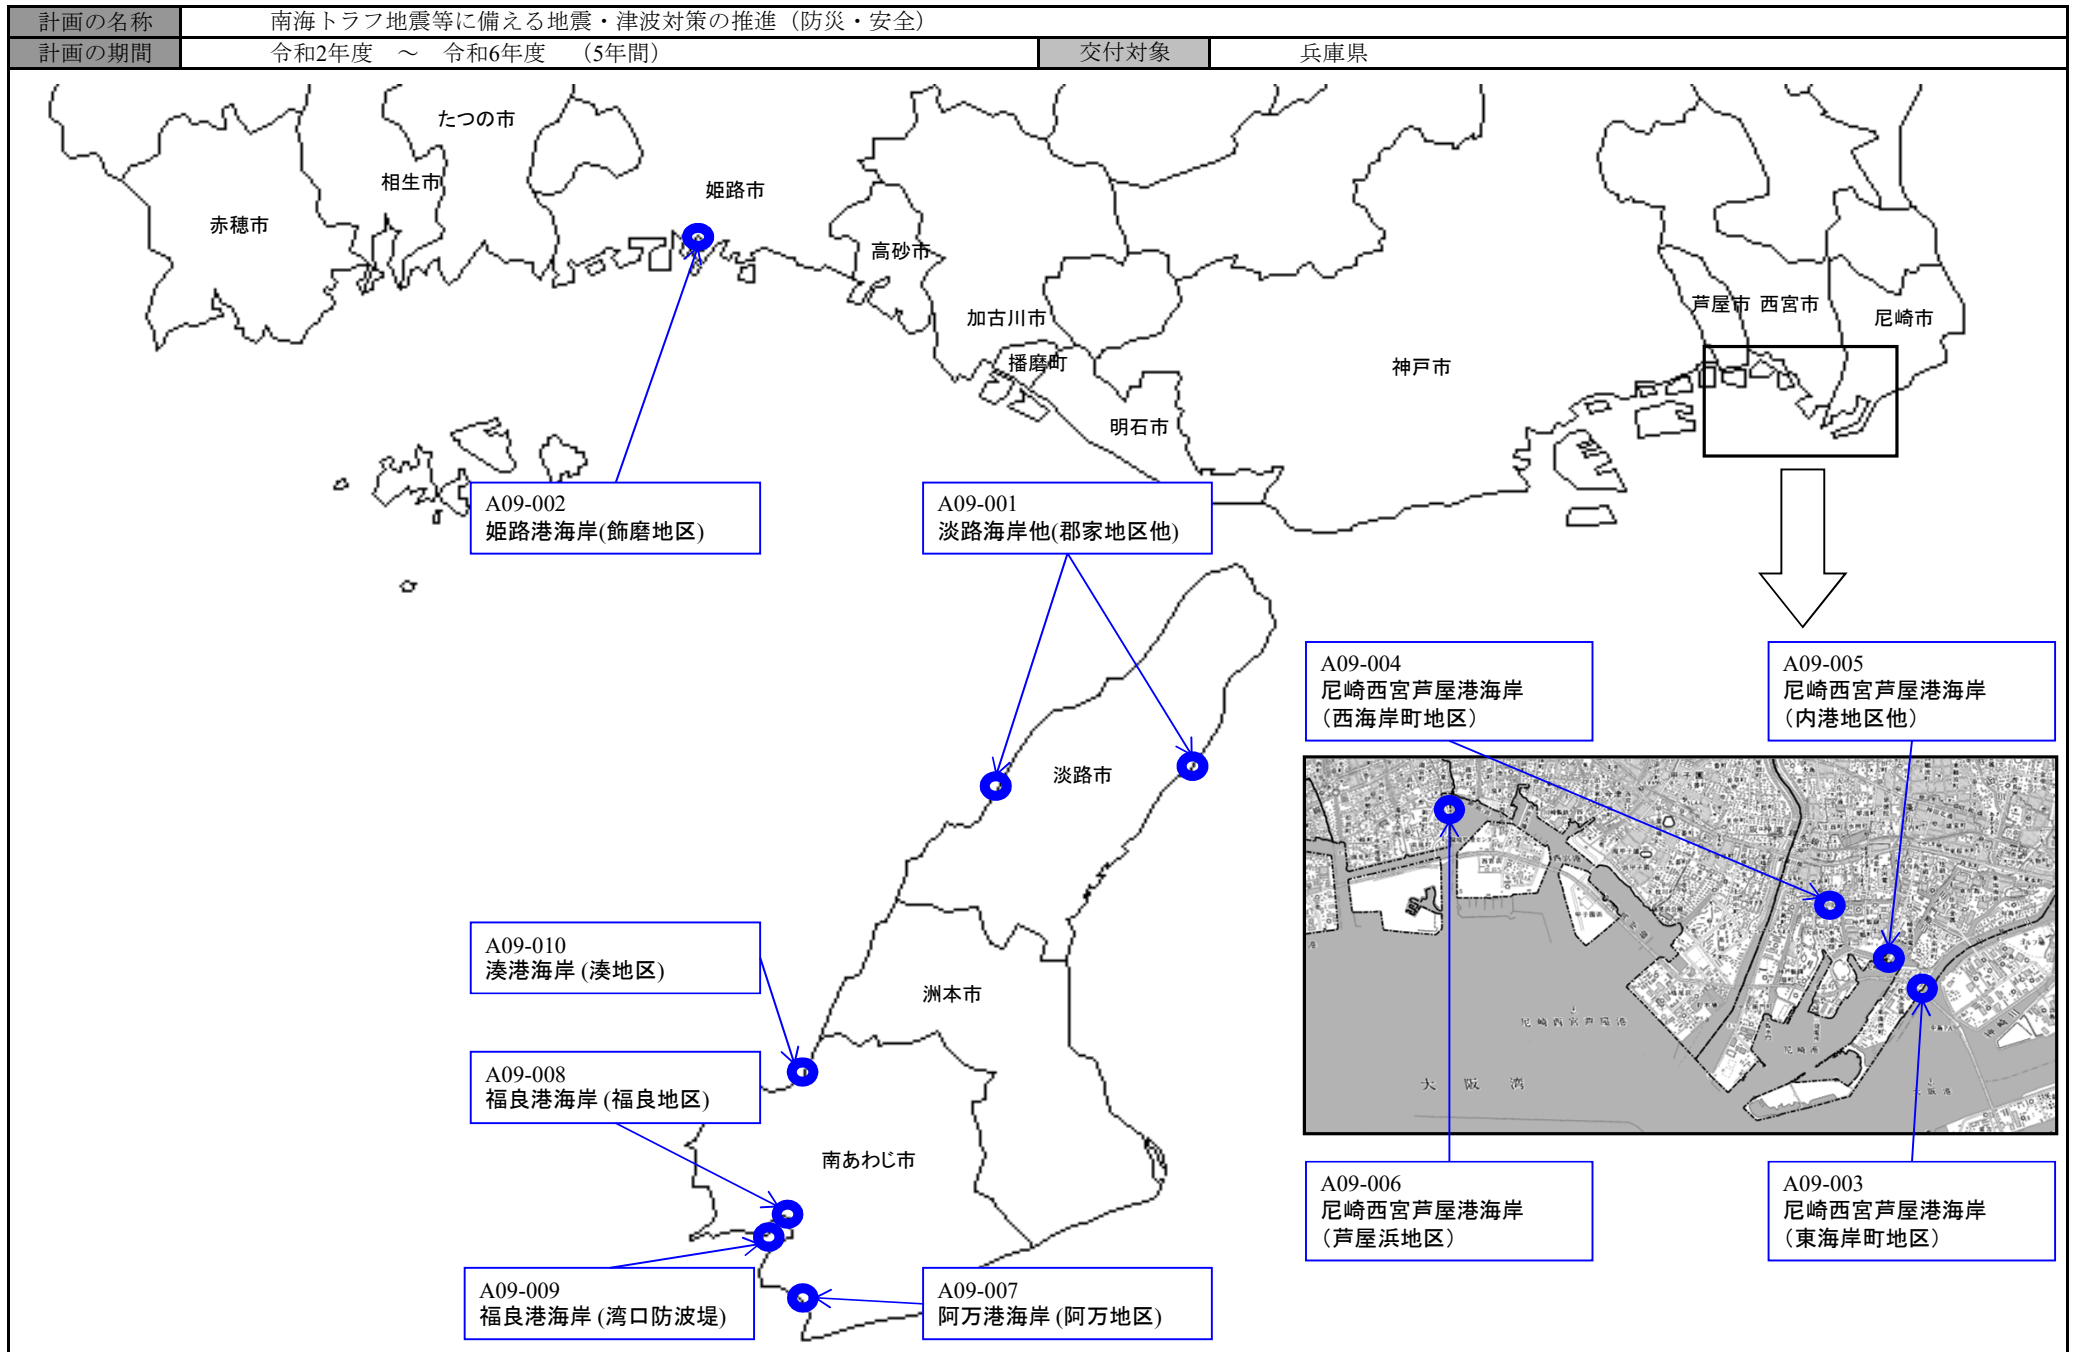 計画の名称 南海トラフ地震等に備える地震・津波対策の推進（防災・安全）
計画の期間 令和2年度 ～ 令和6年度 （5年間） 交付対象 兵庫県
たつの市
相生市
姫路市
赤穂市
高砂市
加古川市
播磨町
明石市
神戸市
芦屋市 西宮市
尼崎市
A09-002
姫路港海岸(飾磨地区)
A09-001
淡路海岸他(郡家地区他)
A09-004
尼崎西宮芦屋港海岸
（西海岸町地区）
A09-005
尼崎西宮芦屋港海岸
（内港地区他）
淡路市
A09-010
湊港海岸 (湊地区)
洲本市
A09-008
福良港海岸 (福良地区)
南あわじ市
尼崎西宮芦屋港
尼崎港
大阪湾
A09-006
尼崎西宮芦屋港海岸
（芦屋浜地区）
A09-003
尼崎西宮芦屋港海岸
（東海岸町地区）
A09-009
福良港海岸 (湾口防波堤)
A09-007
阿万港海岸 (阿万地区)